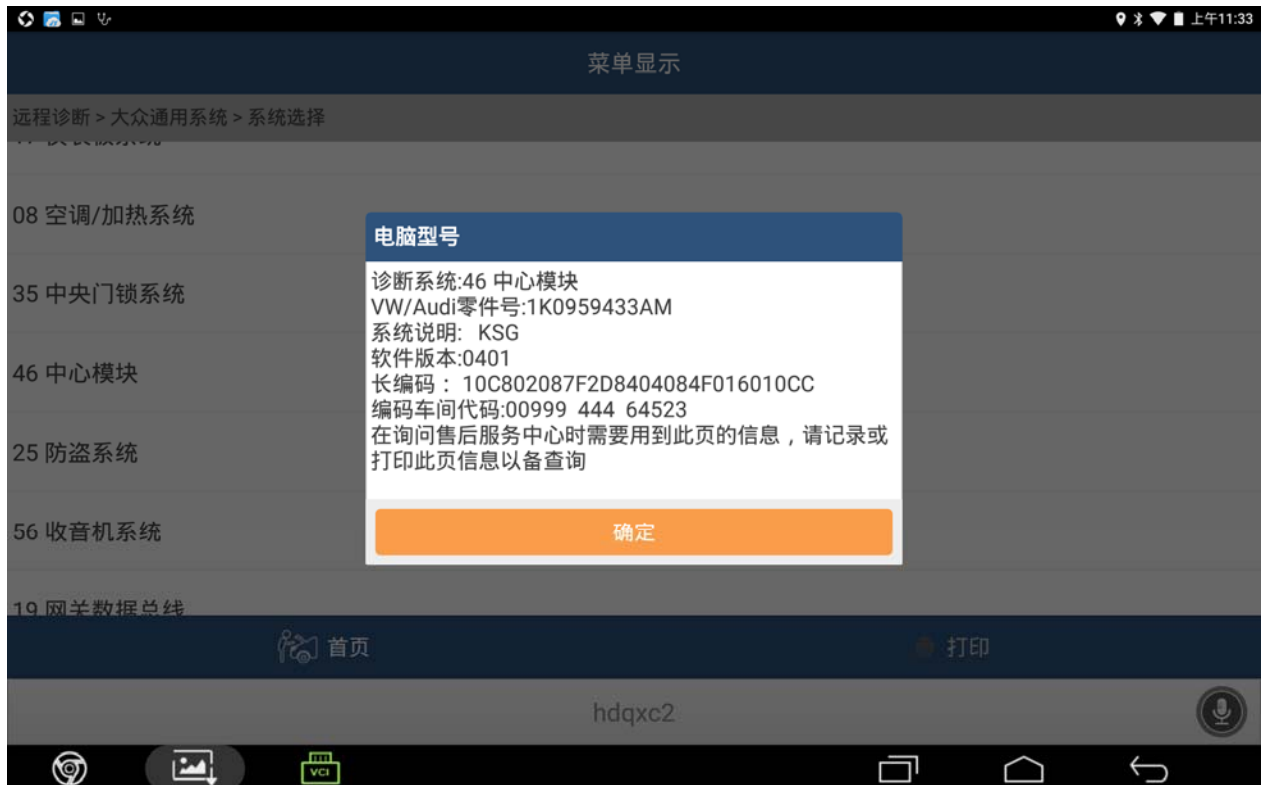 上午11:33
菜单显示
远程诊断 > 大众通用系统 > 系统选择
08 空调/加热系统
35 中央门锁系统
46 中心模块
25 防盗系统
56 收音机系统
19 网关数据总线
电脑型号
诊断系统:46 中心模块
VW/Audi零件号:1K0959433AM
系统说明: KSG
软件版本:0401
长编码： 10C802087F2D8404084F016010CC
编码车间代码:00999 444 64523
在询问售后服务中心时需要用到此页的信息，请记录或
打印此页信息以备查询
确定
首页
打印
hdqxc2
VCI